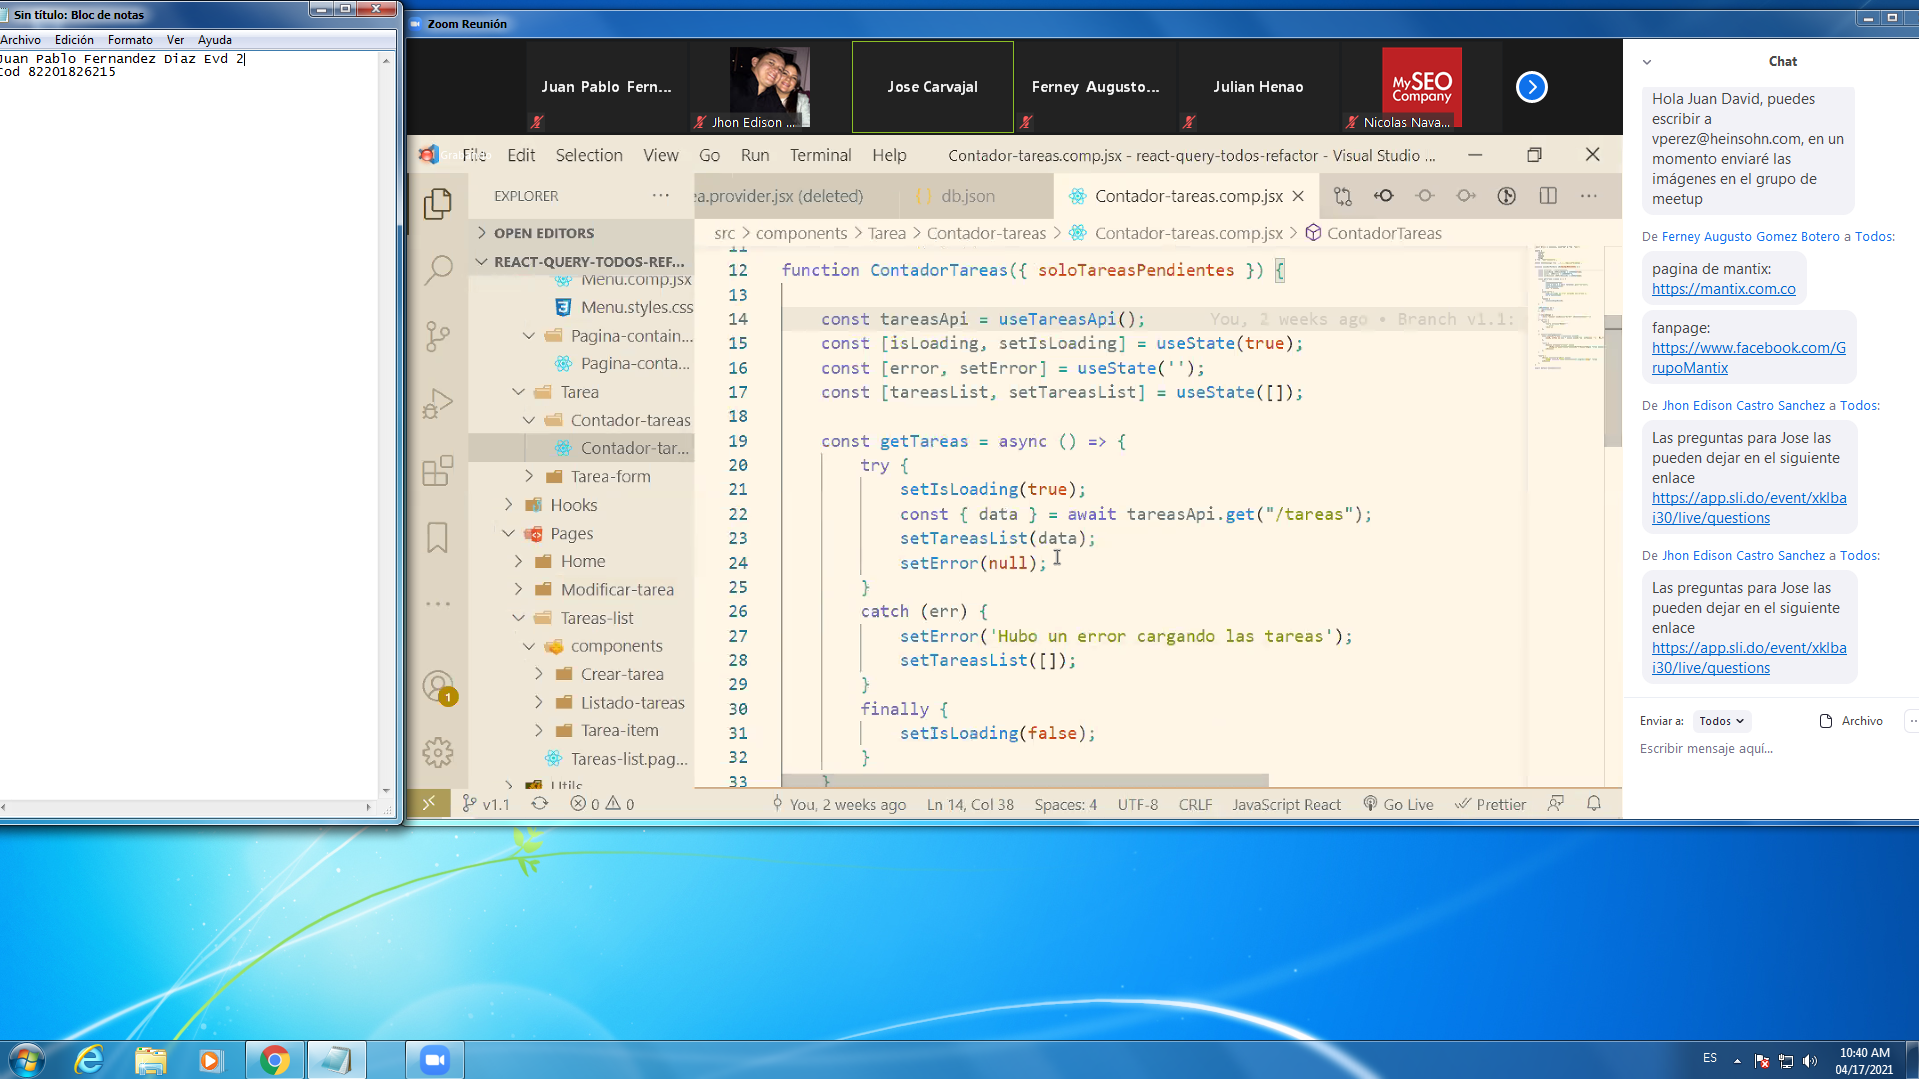 Sin título: Bloc de notas
Archivo Edición Formato Ver Ayuda
Juan Pablo Fernandez Diaz Evd 2
Cod 82201826215
Zoom Reunión
Juan Pablo Fern...
Jhon Edison ...
Jose Carvajal
Ferney Augusto...
Julian Henao
My SEO Company
Nicolas Nava...
File Edit Selection View Go Run Terminal Help
Contador-tareas.comp.jsx - react-query-todos-refactor - Visual Studio ...
EXPLORER
ea.provider.jsx (deleted)
db.json
Contador-tareas.comp.jsx
OPEN EDITORS
REACT-QUERY-TODOS-REF...
Menu.comp.jsx
Menu.styles.css
Pagina-contain...
Pagina-conta...
Tarea
Contador-tareas
Contador-tar...
Tarea-form
Hooks
Pages
Home
Modificar-tarea
Tareas-list
components
Crear-tarea
Listado-tareas
Tarea-item
Tareas-list.pag...
Utils
1
src > components > Tarea > Contador-tareas > Contador-tareas.comp.jsx > ContadorTareas
11
12 function ContadorTareas({ soloTareasPendientes }) {
13
14 const tareasApi = useTareasApi(); You, 2 weeks ago • Branch v1.1:
15 const [isLoading, setIsLoading] = useState(true);
16 const [error, setError] = useState('');
17 const [tareasList, setTareasList] = useState([]);
18
19 const getTareas = async () => {
20 try {
21 setIsLoading(true);
22 const { data } = await tareasApi.get("/tareas");
23 setTareasList(data);
24 setError(null);
25 }
26 catch (err) {
27 setError('Hubo un error cargando las tareas');
28 setTareasList([]);
29 }
30 finally {
31 setIsLoading(false);
32 }
33 }
v1.1 0 0 You, 2 weeks ago Ln 14, Col 38 Spaces: 4 UTF-8 CRLF JavaScript React Go Live Prettier
Chat
Hola Juan David, puedes
escribir a
vperez@heinsohn.com, en un
momento enviaré las
imágenes en el grupo de
meetup
De Ferney Augusto Gomez Botero a Todos:
pagina de mantix:
https://mantix.com.co
fanpage:
https://www.facebook.com/G
rupoMantix
De Jhon Edison Castro Sanchez a Todos:
Las preguntas para Jose las
pueden dejar en el siguiente
enlace
https://app.sli.do/event/xklba
i30/live/questions
De Jhon Edison Castro Sanchez a Todos:
Las preguntas para Jose las
pueden dejar en el siguiente
enlace
https://app.sli.do/event/xklba
i30/live/questions
Enviar a: Todos Archivo
Escribir mensaje aquí...
ES
10:40 AM
04/17/2021